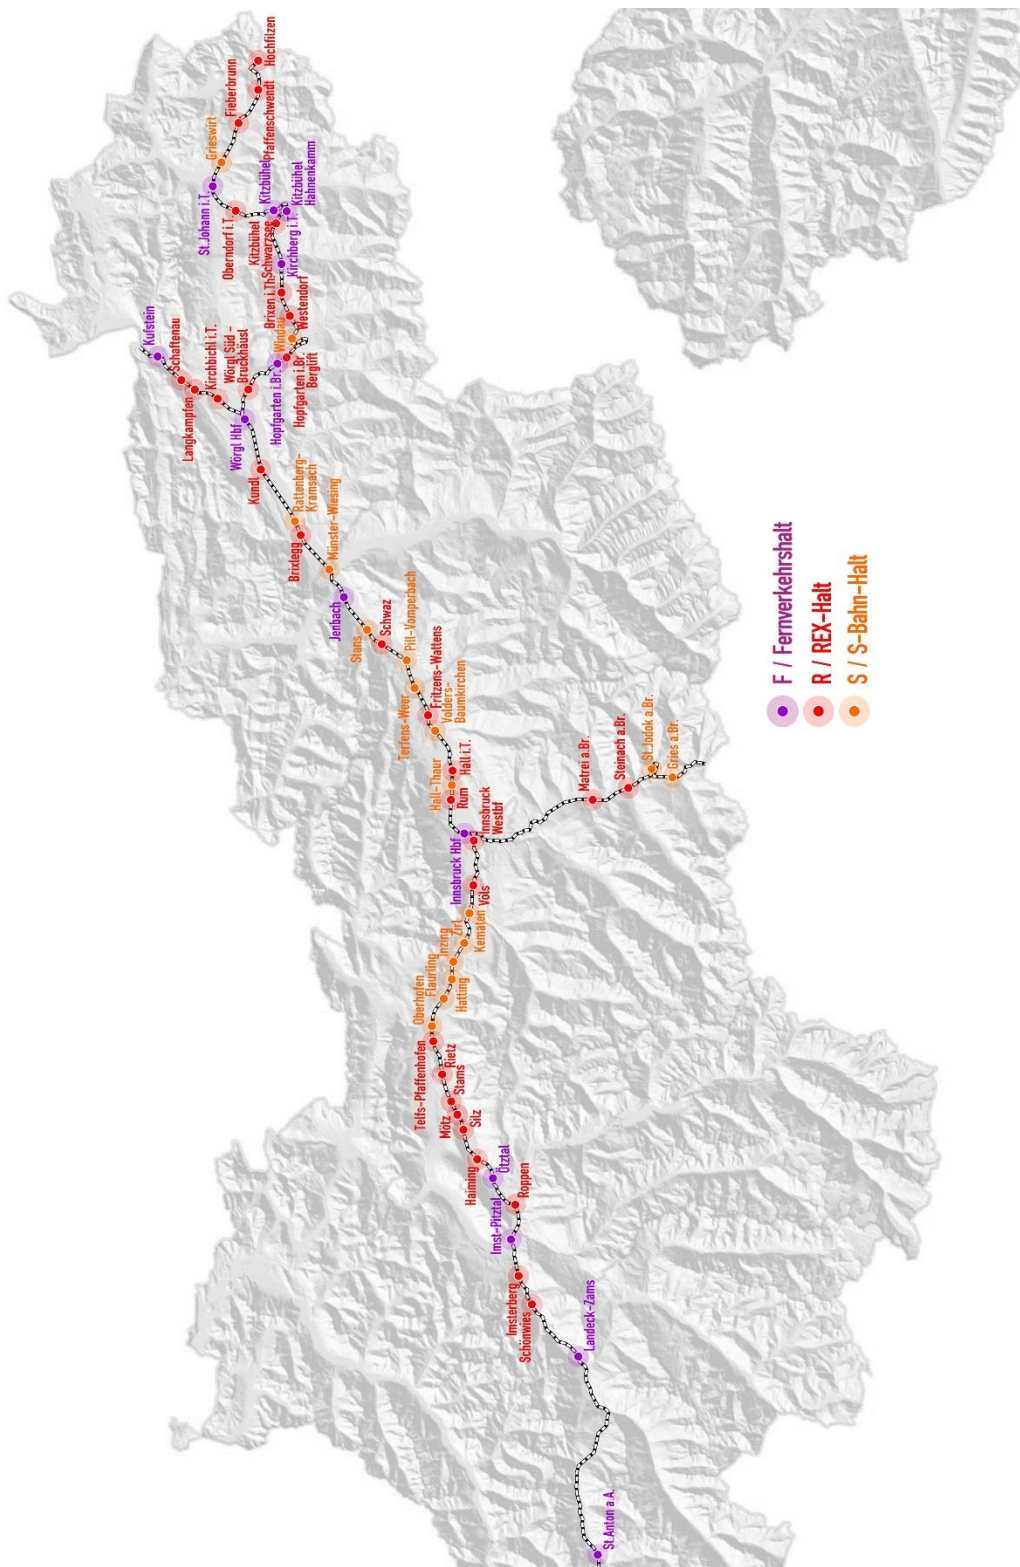 Hochfilzen
Pfaffenschwendt
Fieberbrunn
Grieswirt
St.Johann i.T.
Oberndorf i.T.
Kitzbühel
Kitzbühel
Hahnenkamm
Kitzbühel
Schwarzsee
Kirchberg i.T.
Brixen i.Th.
Westendorf
Windau
Hopfgarten i.Br.
Berglift
Hopfgarten i.Br.
Wörgl Süd-
Bruckhäusl
Kufstein
Schaftenau
Langkampfen
Kirchbichl i.T.
Wörgl Hbf
Kundl
Rattenberg-
Kramsach
Brixlegg
Münster-Wiesing
Jenbach
Stans
Schwaz
Pill-Vomperbach
Terfens-Weer
Fritzens-Wattens
Volders-
Baumkirchen
Hall i.T.
Hall-Thaur
Rum
Innsbruck Hbf
Innsbruck
Westbf
Matrei a.Br.
Steinach a.Br.
St.Jodok a.Br.
Gries a.Br.
Völs
Kematen
Zirl
Inzing
Hatting
Flaurling
Oberhofen
Telfs-Pfaffenhofen
Rietz
Stams
Mötz
Silz
Haiming
Ötztal
Roppen
Imst-Pitztal
Imsterberg
Schönwies
Landeck-Zams
St.Anton a.A.
F / Fernverkehrshalt
R / REX-Halt
S / S-Bahn-Halt